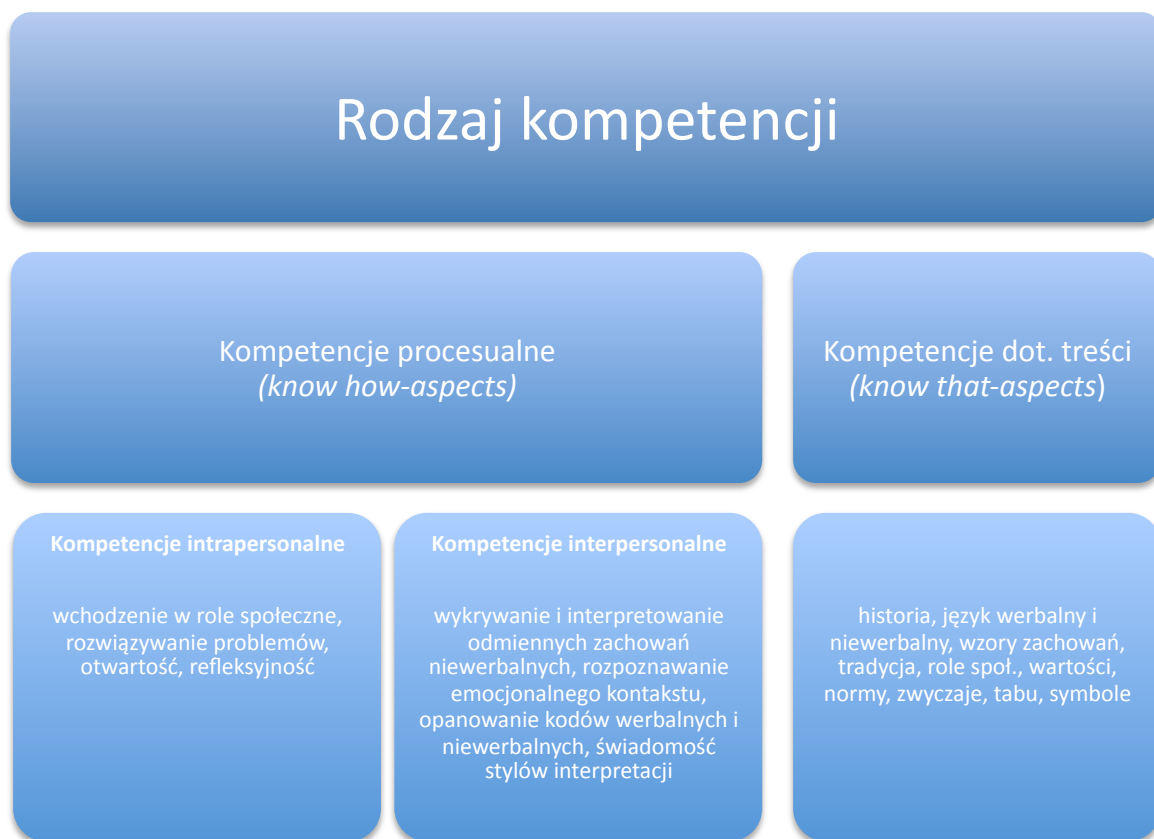 Rodzaj kompetencji
Kompetencje procesualne
(know how-aspects)
Kompetencje dot. treści
(know that-aspects)
Kompetencje intrapersonalne
wchodzenie w role społeczne,
rozwiązywanie problemów,
otwartość, refleksyjność
Kompetencje interpersonalne
wykrywanie i interpretowanie
odmiennych zachowań
niewerbalnych, rozpoznawanie
emocjonalnego kontakstu,
opanowanie kodów werbalnych i
niewerbalnych, świadomość
stylów interpretacji
historia, język werbalny i
niewerbalny, wzory zachowań,
tradycja, role społ., wartości,
normy, zwyczaje, tabu, symbole